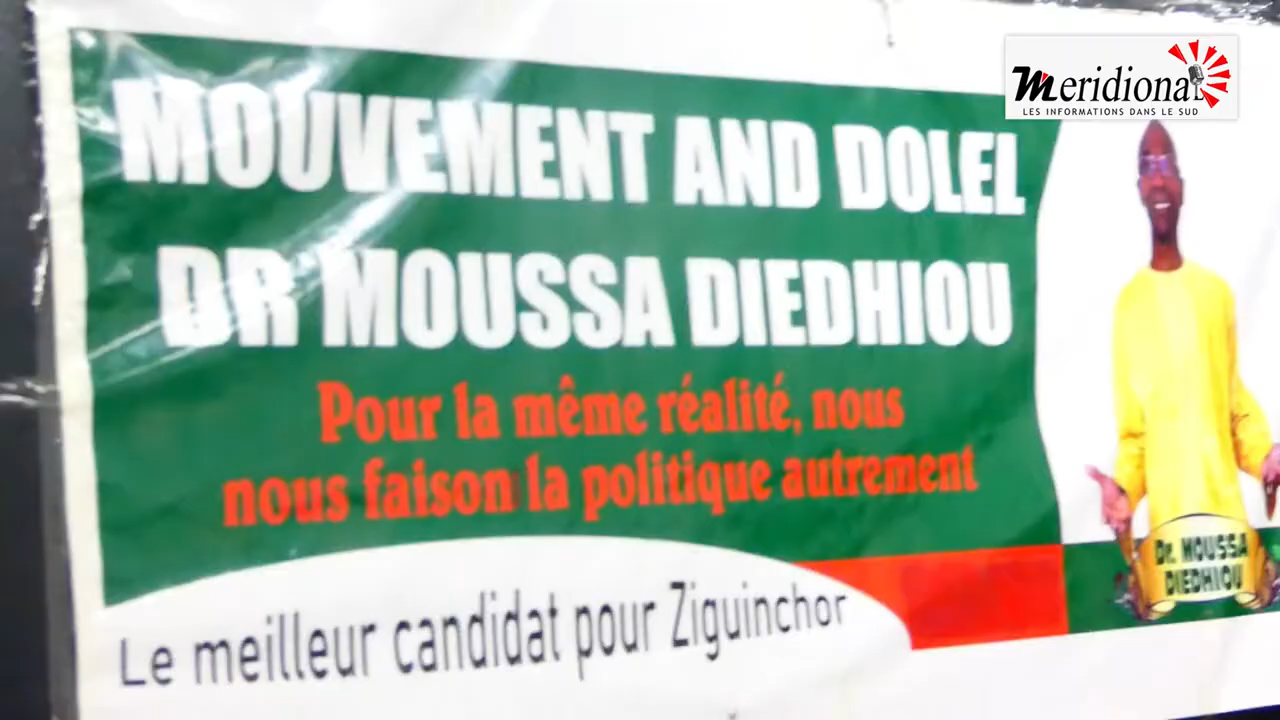 Meridional
LES INFORMATIONS DANS LE SUD
MOUVEMENT AND DOLEL
DR MOUSSA DIEDHIOU
Pour la même réalité, nous
nous faison la politique autrement
Le meilleur candidat pour Ziguinchor
Dr. MOUSSA
DIEDHIOU